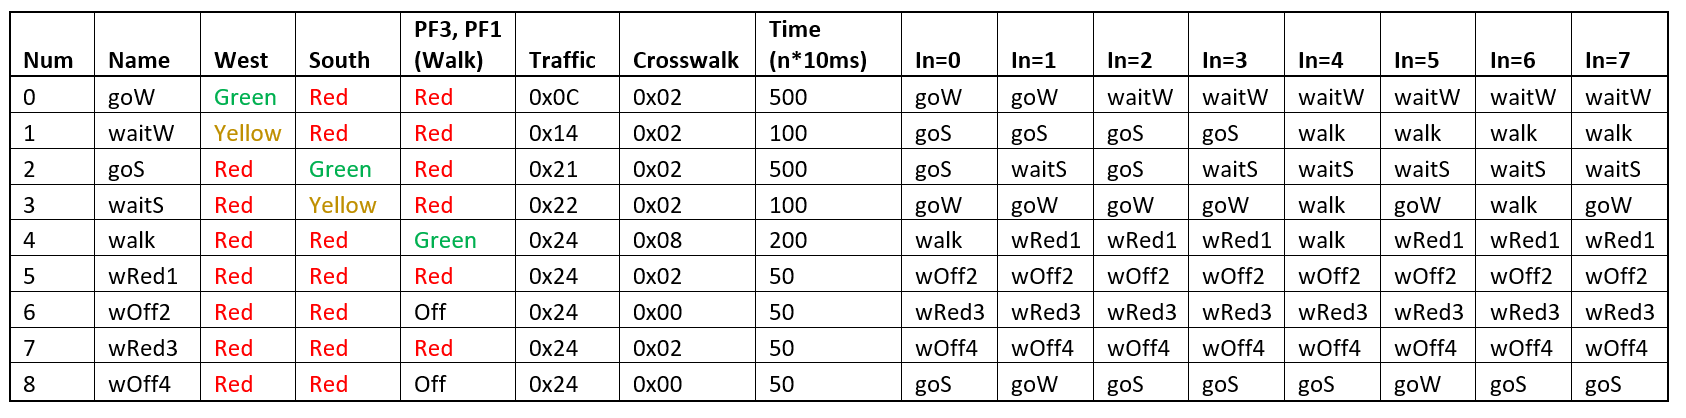 Num Name West South PF3, PF1 (Walk) Traffic Crosswalk Time (n*10ms) In=0 In=1 In=2 In=3 In=4 In=5 In=6 In=7
0 goW Green Red Red 0x0C 0x02 500 goW goW waitW waitW waitW waitW waitW waitW
1 waitW Yellow Red Red 0x14 0x02 100 goS goS goS goS walk walk walk walk
2 goS Red Green Red 0x21 0x02 500 goS waitS goS waitS waitS waitS waitS waitS
3 waitS Red Yellow Red 0x22 0x02 100 goW goW goW goW walk goW walk goW
4 walk Red Red Green 0x24 0x08 200 walk wRed1 wRed1 wRed1 walk wRed1 wRed1 wRed1
5 wRed1 Red Red Red 0x24 0x02 50 wOff2 wOff2 wOff2 wOff2 wOff2 wOff2 wOff2 wOff2
6 wOff2 Red Red Off 0x24 0x00 50 wRed3 wRed3 wRed3 wRed3 wRed3 wRed3 wRed3 wRed3
7 wRed3 Red Red Red 0x24 0x02 50 wOff4 wOff4 wOff4 wOff4 wOff4 wOff4 wOff4 wOff4
8 wOff4 Red Red Off 0x24 0x00 50 goS goW goS goS goS goW goS goS